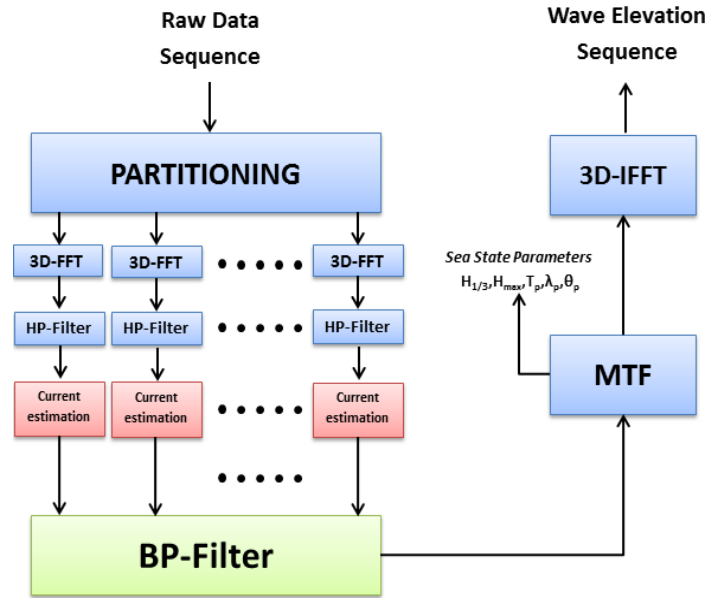 Raw Data
Sequence
PARTITIONING
3D-FFT
3D-FFT
3D-FFT
HP-Filter
HP-Filter
HP-Filter
Current
estimation
Current
estimation
Current
estimation
BP-Filter
Wave Elevation
Sequence
3D-IFFT
Sea State Parameters
H1/3,Hmax,Tp,λp,θp
MTF